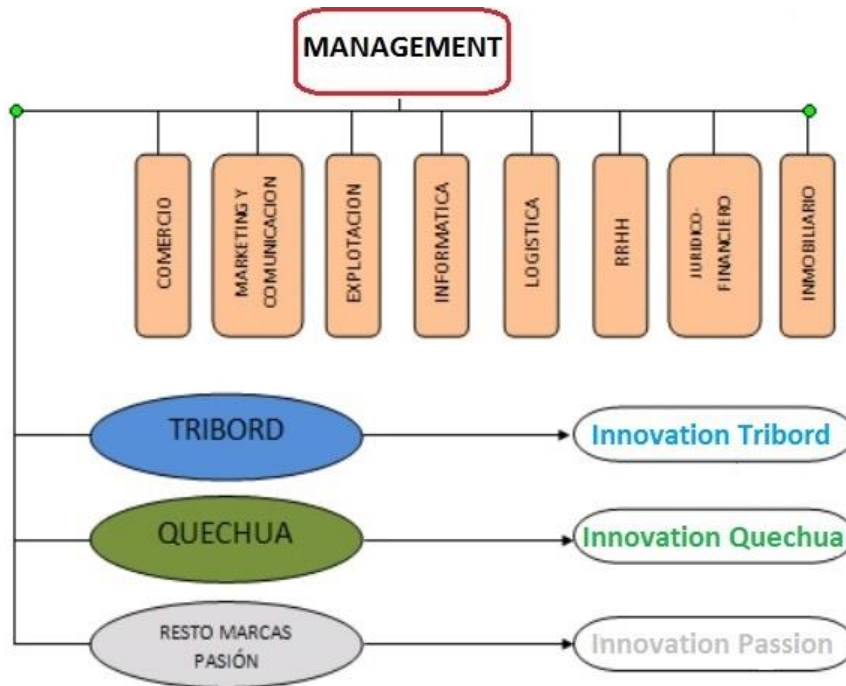 MANAGEMENT
COMERCIO
MARKETING Y
COMUNICACION
EXPLOTACION
INFORMATICA
LOGISTICA
RRHH
JURIDICO-
FINANCIERO
INMOBILIARIO
TRIBORD
Innovation Tribord
QUECHUA
Innovation Quechua
RESTO MARCAS
PASIÓN
Innovation Passion